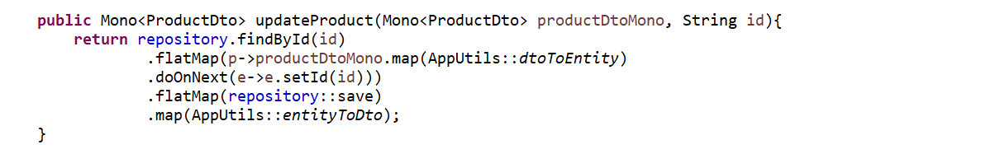 public Mono<ProductDto> updateProduct(Mono<ProductDto> productDtoMono, String id){
return repository.findById(id)
.flatMap(p->productDtoMono.map(AppUtils::dtoToEntity)
.doOnNext(e->e.setId(id)))
.flatMap(repository::save)
.map(AppUtils::entityToDto);
}